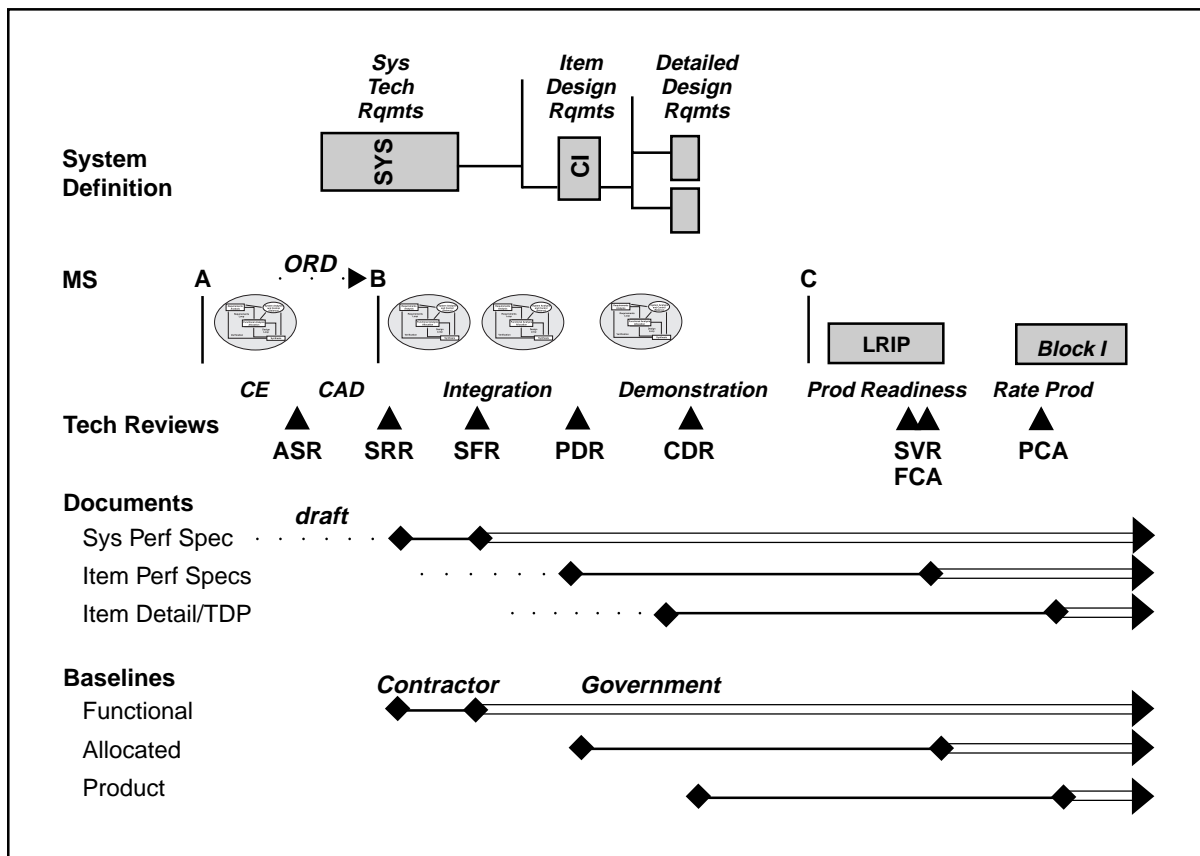 Sys
Tech
Rqmts
Item
Design
Rqmts
Detailed
Design
Rqmts
System
Definition
SYS
CI
MS
A
ORD
B
C
LRIP
Block I
CE
CAD
Integration
Demonstration
Prod Readiness
Rate Prod
Tech Reviews
ASR
SRR
SFR
PDR
CDR
SVR
FCA
PCA
Documents
draft
Sys Perf Spec
Item Perf Specs
Item Detail/TDP
Baselines
Contractor
Government
Functional
Allocated
Product